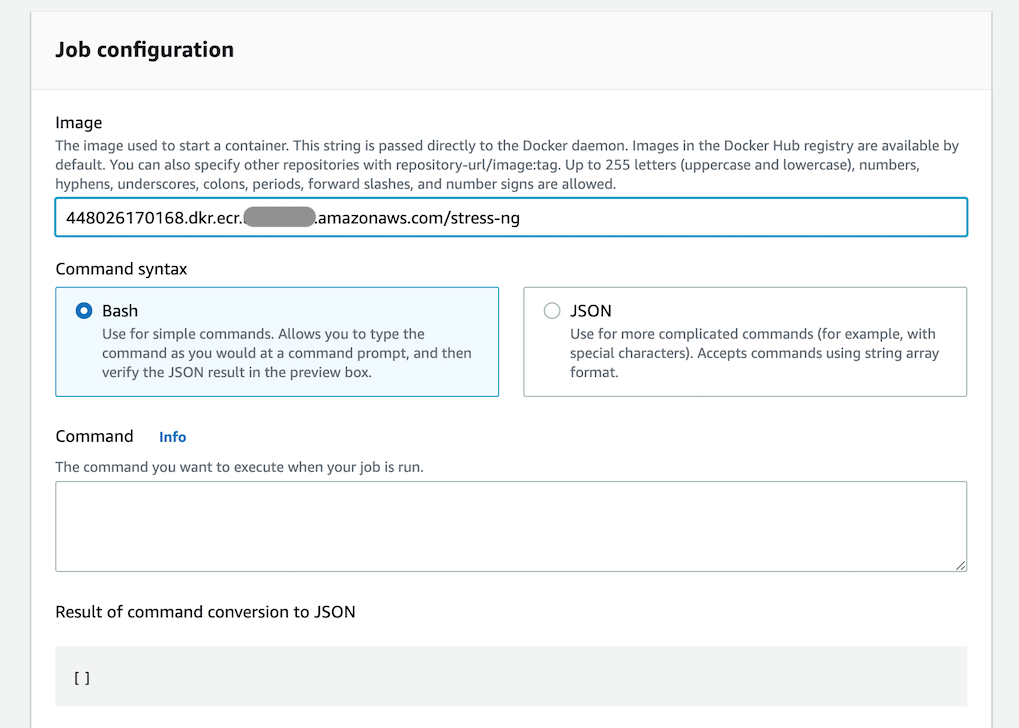 Job configuration
Image
The image used to start a container. This string is passed directly to the Docker daemon. Images in the Docker Hub registry are available by
default. You can also specify other repositories with repository-url/image:tag. Up to 255 letters (uppercase and lowercase), numbers,
hyphens, underscores, colons, periods, forward slashes, and number signs are allowed.
448026170168.dkr.ecr. .amazonaws.com/stress-ng
Command syntax
Bash
Use for simple commands. Allows you to type the
command as you would at a command prompt, and then
verify the JSON result in the preview box.
JSON
Use for more complicated commands (for example, with
special characters). Accepts commands using string array
format.
Command Info
The command you want to execute when your job is run.
Result of command conversion to JSON
[ ]